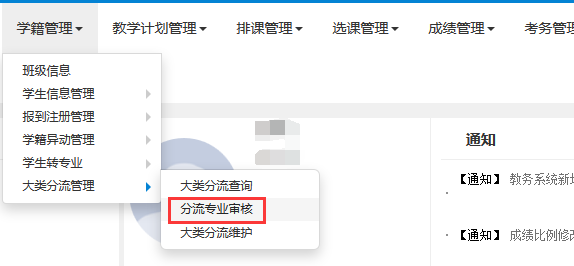 学籍管理 教学计划管理 排课管理 选课管理 成绩管理 考务管理
班级信息
学生信息管理
报到注册管理
学籍异动管理
学生转专业
大类分流管理
大类分流查询
分流专业审核
大类分流维护
通知
【通知】 教务系统新增
【通知】 成绩比例修改